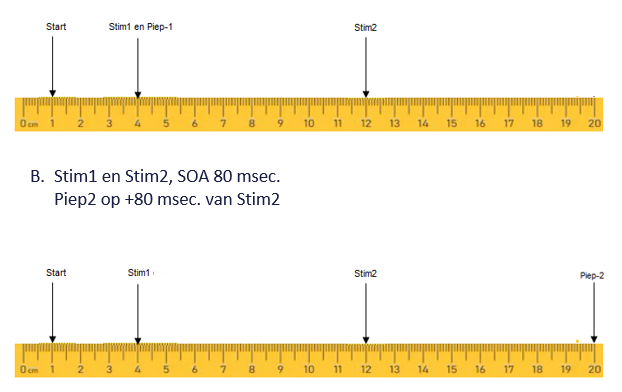 Start Stim1 en Piep-1 Stim2
0 cm 1 2 3 4 5 6 7 8 9 10 11 12 13 14 15 16 17 18 19 20
B. Stim1 en Stim2, SOA 80 msec.
Piep2 op +80 msec. van Stim2
Start Stim1 Stim2 Piep-2
0 cm 1 2 3 4 5 6 7 8 9 10 11 12 13 14 15 16 17 18 19 20